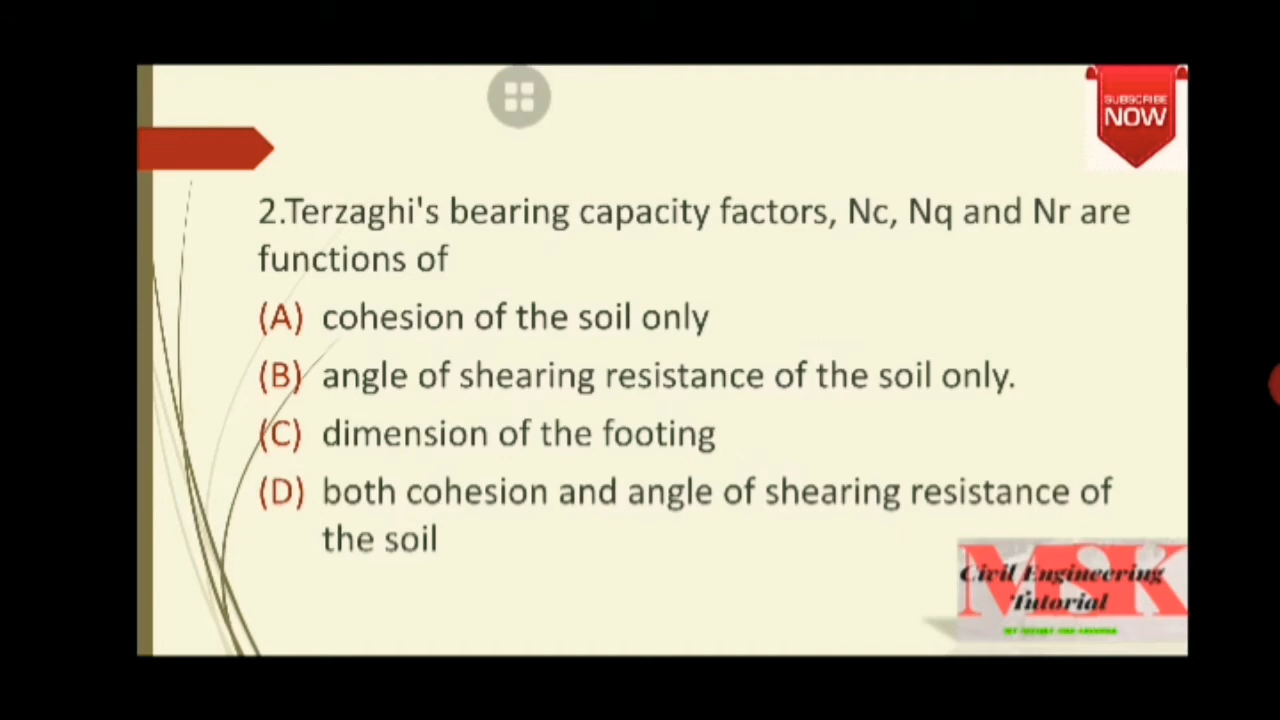 SUBSCRIBE
NOW
2.Terzaghi's bearing capacity factors, Nc, Nq and Nr are
functions of
(A) cohesion of the soil only
(B) angle of shearing resistance of the soil only.
(C) dimension of the footing
(D) both cohesion and angle of shearing resistance of
the soil
MSK
Civil Engineering
Tutorial